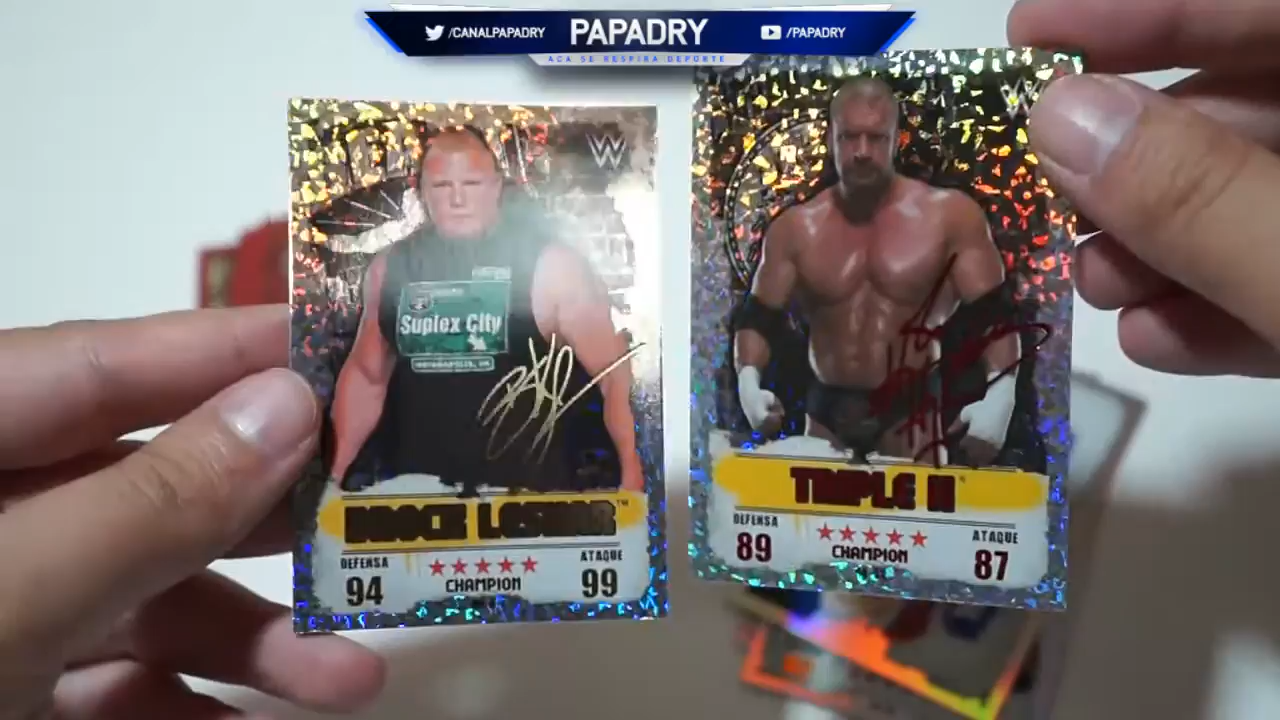 /CANALPAPADRY
PAPADRY
/PAPADRY
ACA SE RESPIRA DEPORTE
W
Suplex City
BROCK LESNAR™
DEFENSA
94
CHAMPION
ATAQUE
99
W
TRIPLE H
DEFENSA
89
CHAMPION
ATAQUE
87